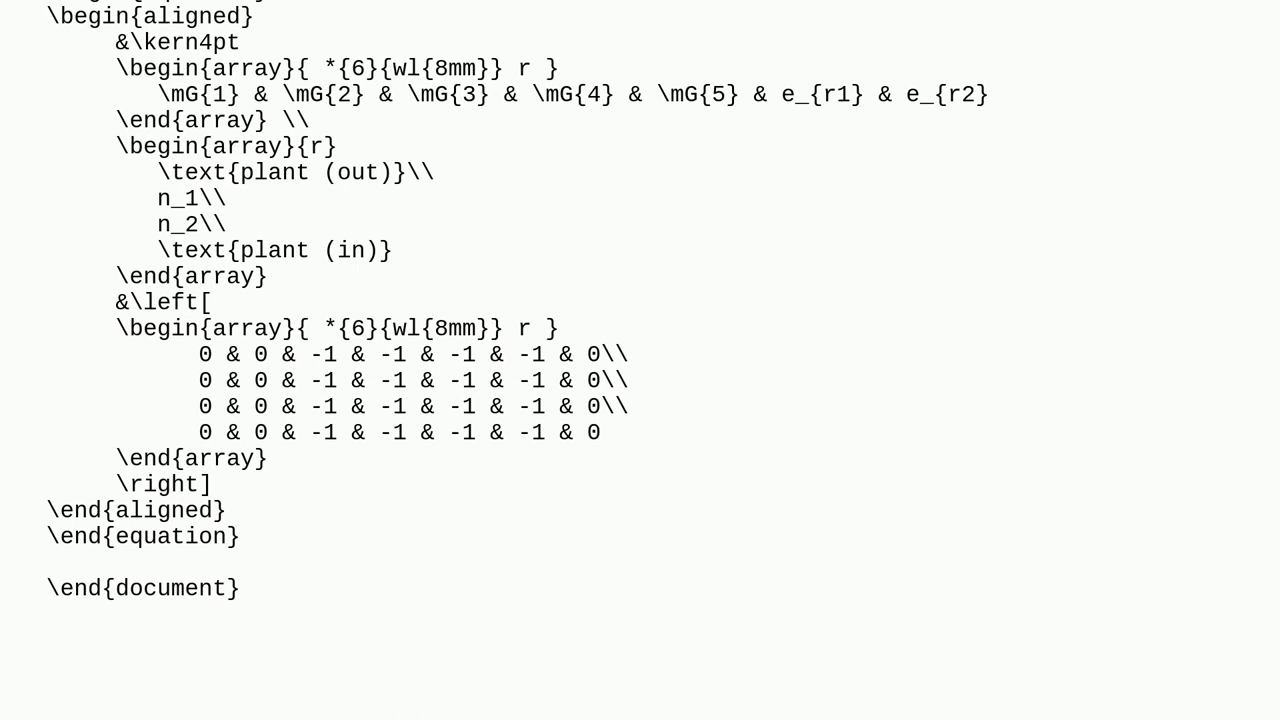 \begin{aligned}
     &\kern4pt
     \begin{array}{ *{6}{wl{8mm}} r }
        \mG{1} & \mG{2} & \mG{3} & \mG{4} & \mG{5} & e_{r1} & e_{r2}
     \end{array} \\
     \begin{array}{r}
        \text{plant (out)}\\
        n_1\\
        n_2\\
        \text{plant (in)}
     \end{array}
     &\left[
     \begin{array}{ *{6}{wl{8mm}} r }
           0 & 0 & -1 & -1 & -1 & -1 & 0\\
           0 & 0 & -1 & -1 & -1 & -1 & 0\\
           0 & 0 & -1 & -1 & -1 & -1 & 0\\
           0 & 0 & -1 & -1 & -1 & -1 & 0
     \end{array}
     \right]
\end{aligned}
\end{equation}

\end{document}